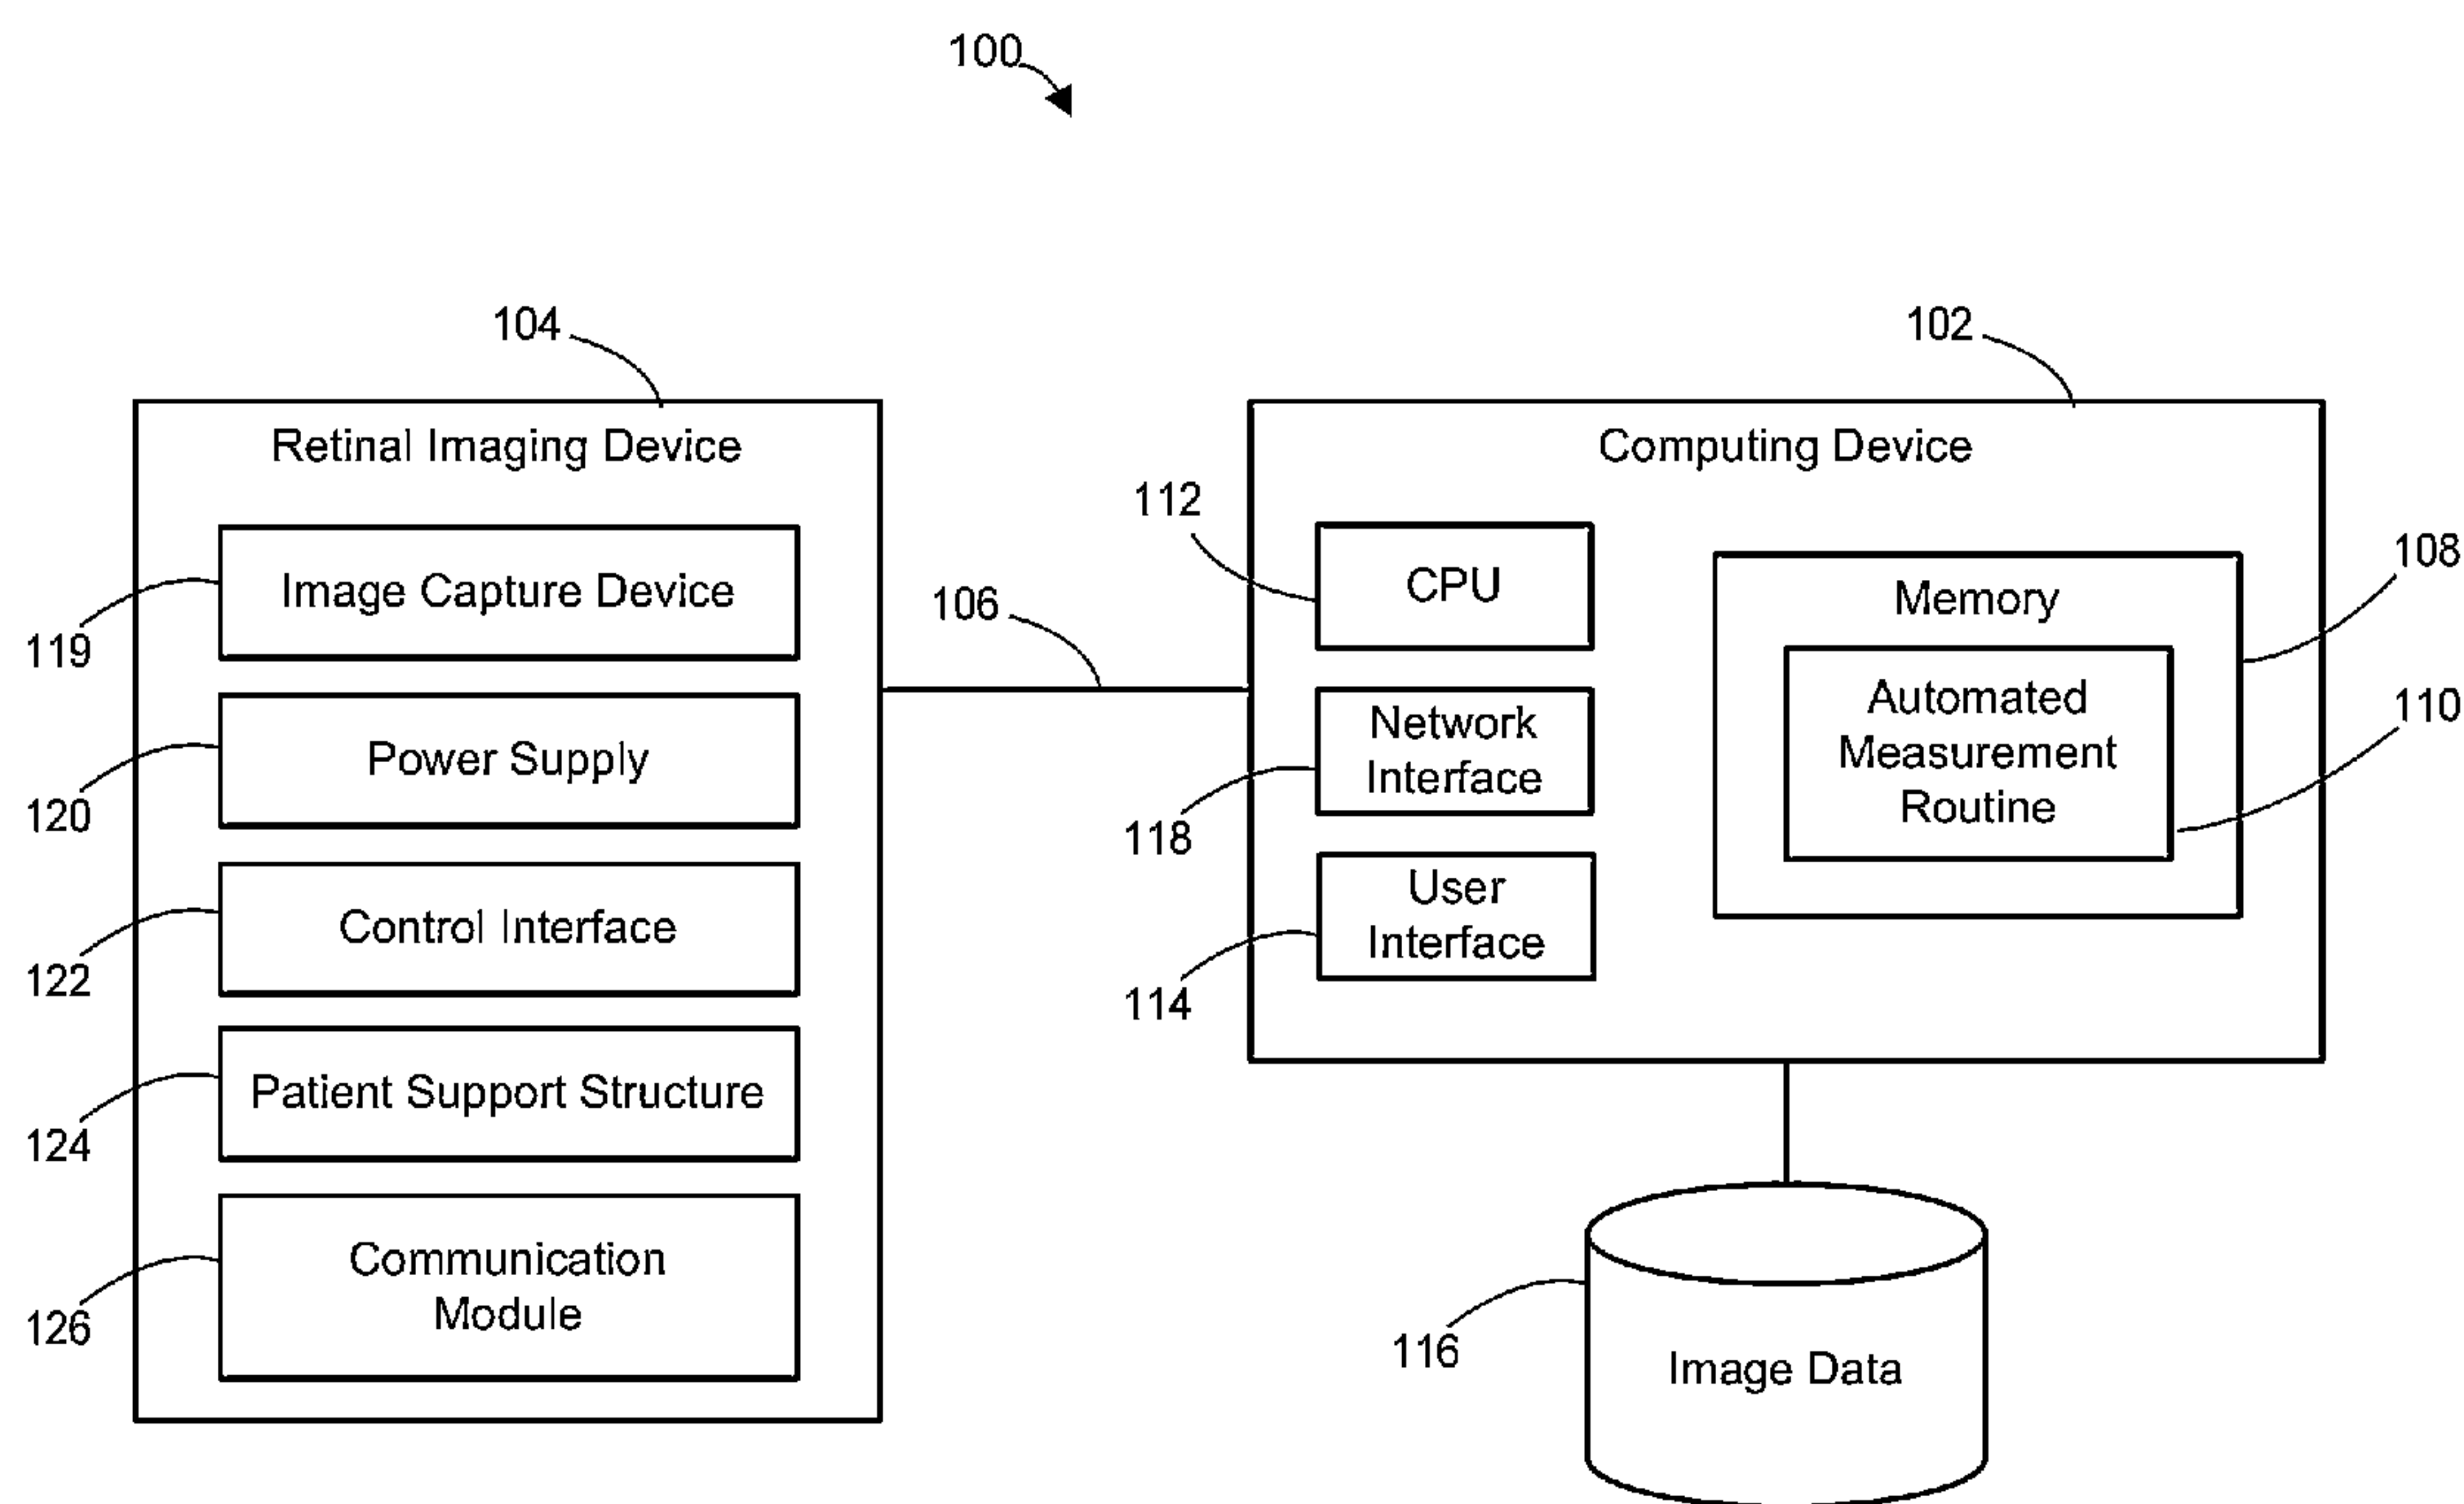 100
104
Retinal Imaging Device
Image Capture Device
119
Power Supply
120
Control Interface
122
Patient Support Structure
124
Communication
Module
126
106
102
Computing Device
112
CPU
Network
Interface
118
User
Interface
114
Memory
108
Automated
Measurement
Routine
110
116
Image Data